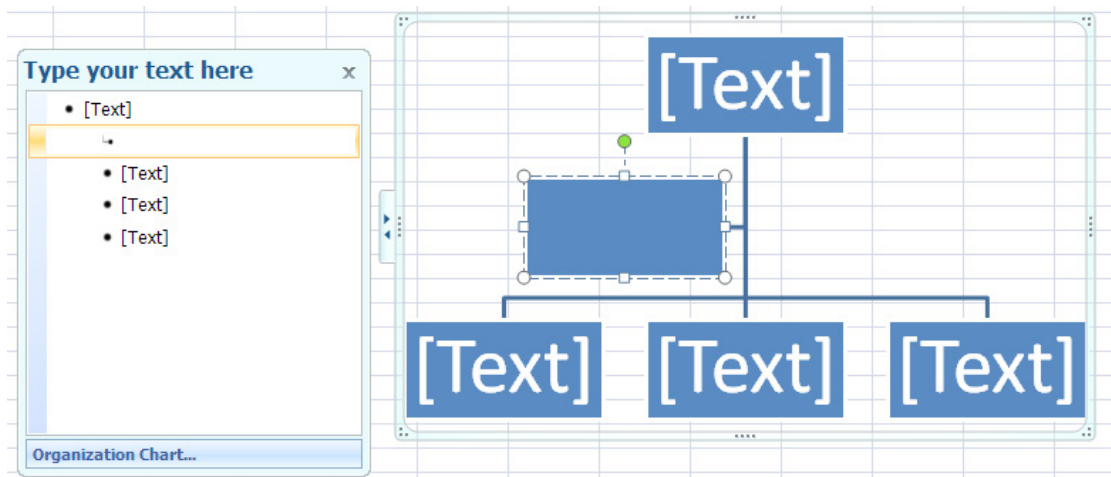 Type your text here x
[Text]
[Text]
[Text]
[Text]
Organization Chart...
[Text]
[Text] [Text] [Text]